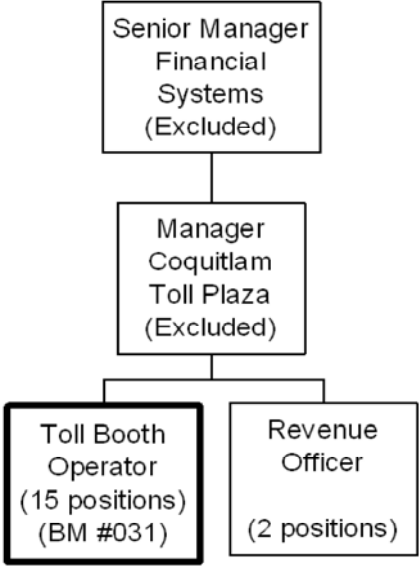 Senior Manager
Financial
Systems
(Excluded)
Manager
Coquitlam
Toll Plaza
(Excluded)
Toll Booth
Operator
(15 positions)
(BM #031)
Revenue
Officer
(2 positions)